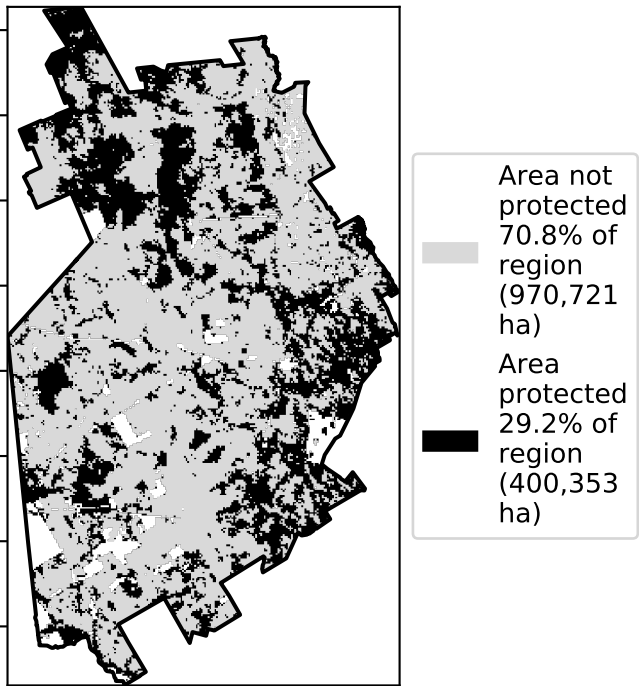 Area not
protected
70.8% of
region
(970,721
ha)
Area
protected
29.2% of
region
(400,353
ha)